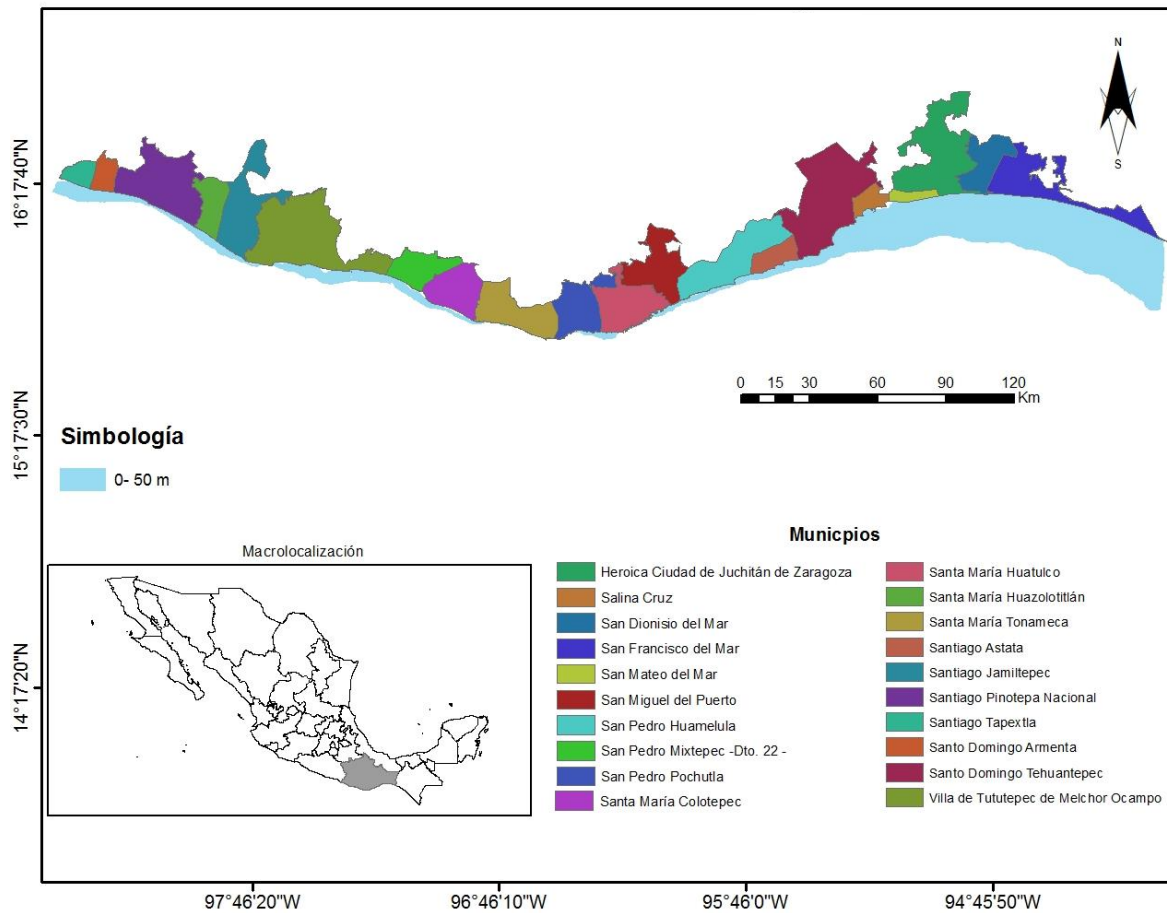 N
S
16°17'40"N
15°17'30"N
14°17'20"N
0 15 30 60 90 120
Km
Simbología
0- 50 m
Macrolocalización
Municpios
Heroica Ciudad de Juchitán de Zaragoza
Salina Cruz
San Dionisio del Mar
San Francisco del Mar
San Mateo del Mar
San Miguel del Puerto
San Pedro Huamelula
San Pedro Mixtepec -Dto. 22 -
San Pedro Pochutla
Santa María Colotepec
Santa María Huatulco
Santa María Huazolotitlán
Santa María Tonameca
Santiago Astata
Santiago Jamiltepec
Santiago Pinotepa Nacional
Santiago Tapextla
Santo Domingo Armenta
Santo Domingo Tehuantepec
Villa de Tututepec de Melchor Ocampo
97°46'20"W 96°46'10"W 95°46'0"W 94°45'50"W